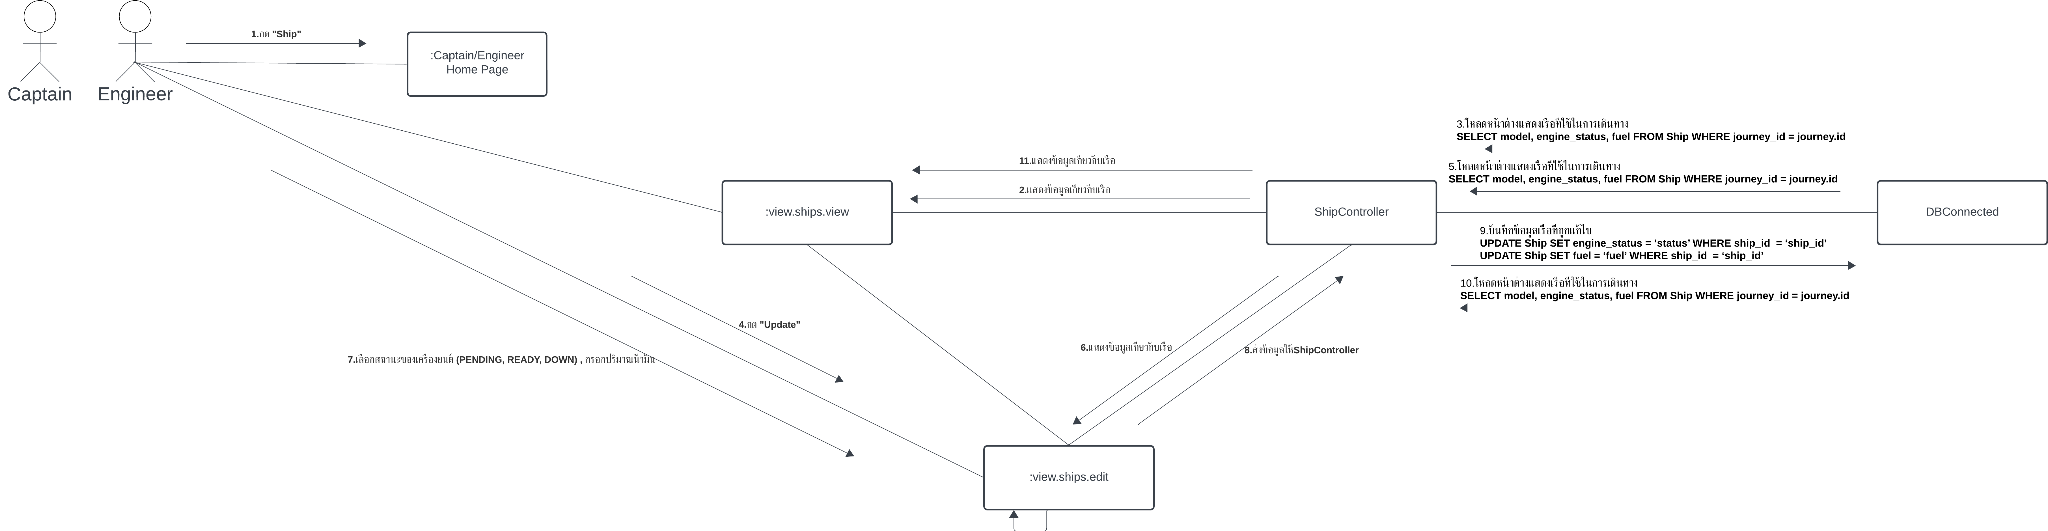 1.กด "Ship"
:Captain/Engineer
Home Page
Captain
Engineer
3.โหลดหน้าต่างแสดงเรือที่ใช้ในการเดินทาง
SELECT model, engine_status, fuel FROM Ship WHERE journey_id = journey.id
11.แสดงข้อมูลเกี่ยวกับเรือ
5.โหลดหน้าต่างแสดงเรือที่ใช้ในการเดินทาง
SELECT model, engine_status, fuel FROM Ship WHERE journey_id = journey.id
2.แสดงข้อมูลเกี่ยวกับเรือ
:view.ships.view
ShipController
DBConnected
9.บันทึกข้อมูลเรือที่ถูกแก้ไข
UPDATE Ship SET engine_status = ‘status’ WHERE ship_id  = ‘ship_id’
UPDATE Ship SET fuel = ‘fuel’ WHERE ship_id  = ‘ship_id’
10.โหลดหน้าต่างแสดงเรือที่ใช้ในการเดินทาง
SELECT model, engine_status, fuel FROM Ship WHERE journey_id = journey.id
4.กด "Update"
6.แสดงข้อมูลเกี่ยวกับเรือ
8.ส่งข้อมูลให้ShipController
7.เลือกสถานะของเครื่องยนต์ (PENDING, READY, DOWN) , กรอกปริมาณน้ำมัน
:view.ships.edit